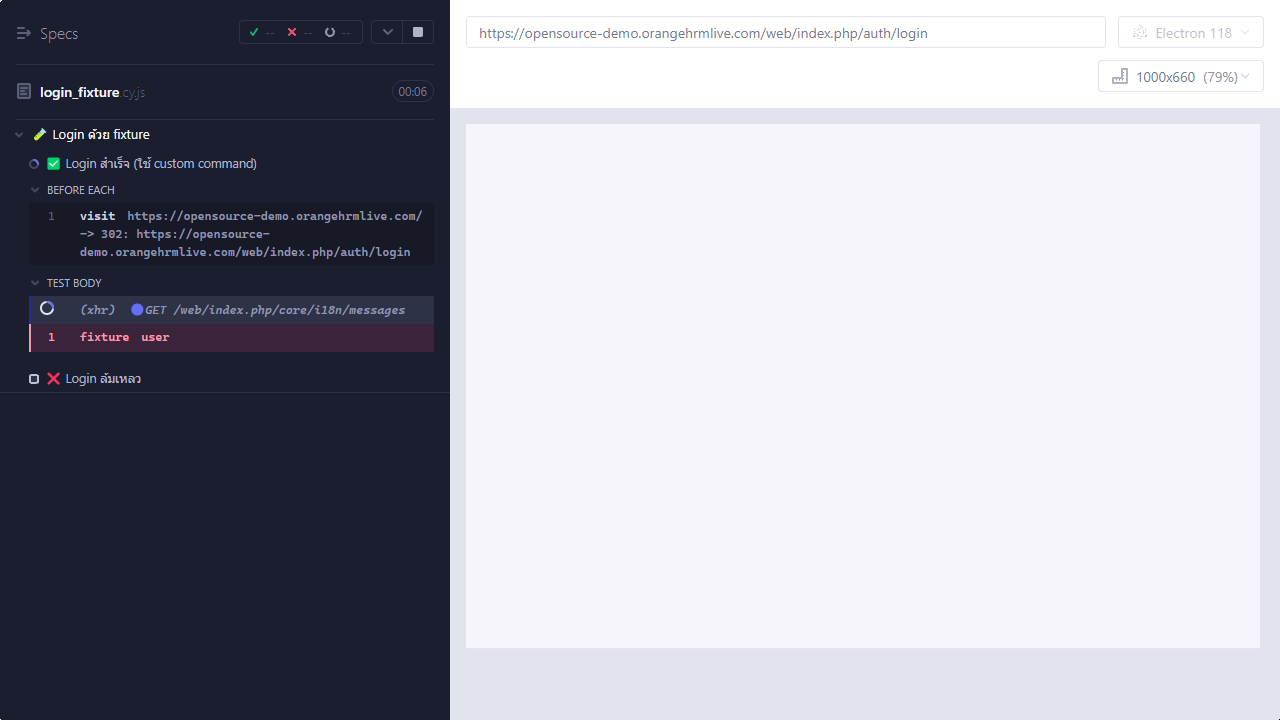 Specs
-- -- --
login_fixture.cy.js 00:06
Login ด้วย fixture
Login สำเร็จ (ใช้ custom command)
BEFORE EACH
1 visit https://opensource-demo.orangehrmlive.com/
-> 302: https://opensource-
demo.orangehrmlive.com/web/index.php/auth/login
TEST BODY
(xhr) GET /web/index.php/core/i18n/messages
1 fixture user
Login ล้มเหลว
https://opensource-demo.orangehrmlive.com/web/index.php/auth/login
Electron 118
1000x660 (79%)